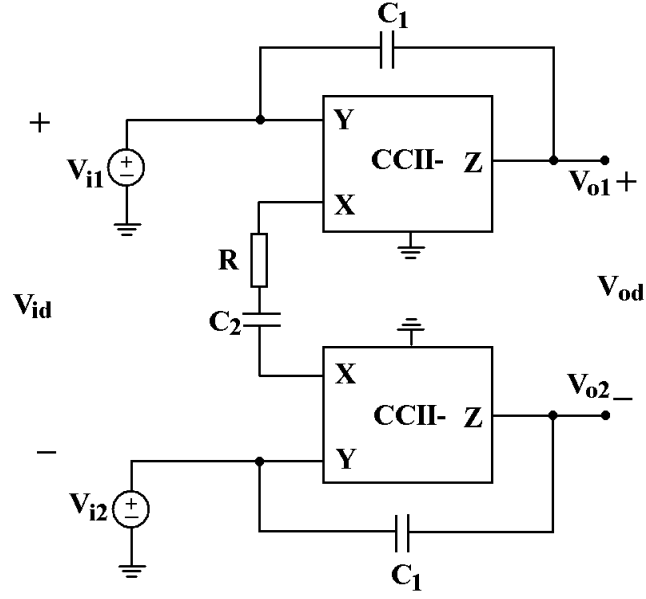 C1
+
Y
CCII-
Z
Vi1
+
−
Vo1+
X
R
Vid
Vod
C2
X
Vo2−
CCII-
Z
−
Y
Vi2
+
−
C1